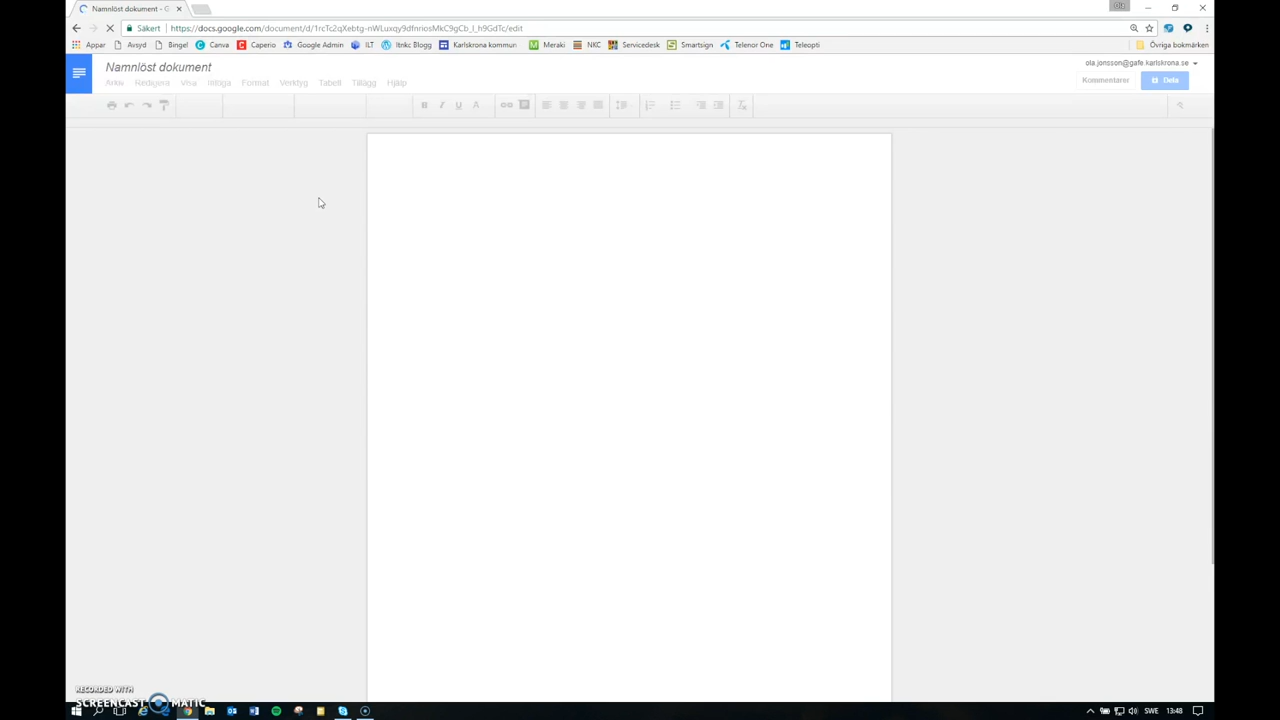 Namnlöst dokument - G
Ola
Säkert https://docs.google.com/document/d/1rcTc2qXebtg-nWLuxqy9dfnriosMkC9gCb_l_h9GdTc/edit
Appar Avsyd Bingel Canva Caperio Google Admin ILT Itnkc Blogg Karlskrona kommun Meraki NKC Servicedesk Smartsign Telenor One Teleopti Övriga bokmärken
Namnlöst dokument
ola.jonsson@gafe.karlskrona.se
Arkiv Redigera Visa Infoga Format Verktyg Tabell Tillägg Hjälp
Kommentarer Dela
B I U A
RECORDED WITH
SCREENCAST MATIC
SWE 13:48